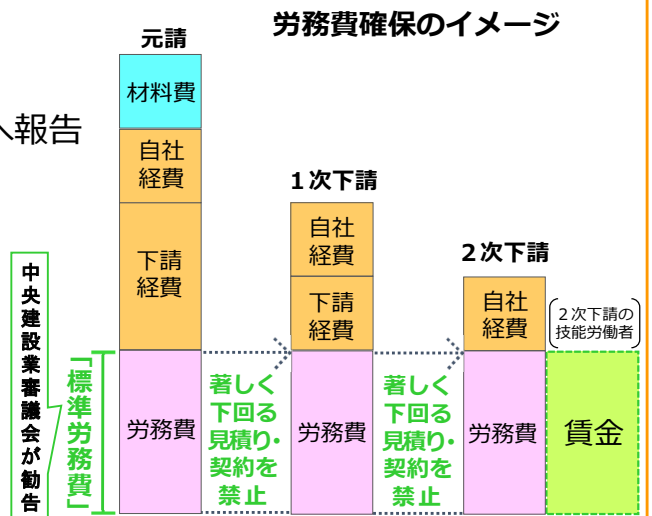 労務費確保のイメージ
元請
へ報告
材料費
自社
経費
下請
経費
労務費
1次下請
自社
経費
下請
経費
労務費
2次下請
自社
経費
労務費
2次下請の
技能労働者
賃金
中央建設業審議会が勧告
「標準労務費」
著しく
下回る
見積り・
契約を
禁止
著しく
下回る
見積り・
契約を
禁止